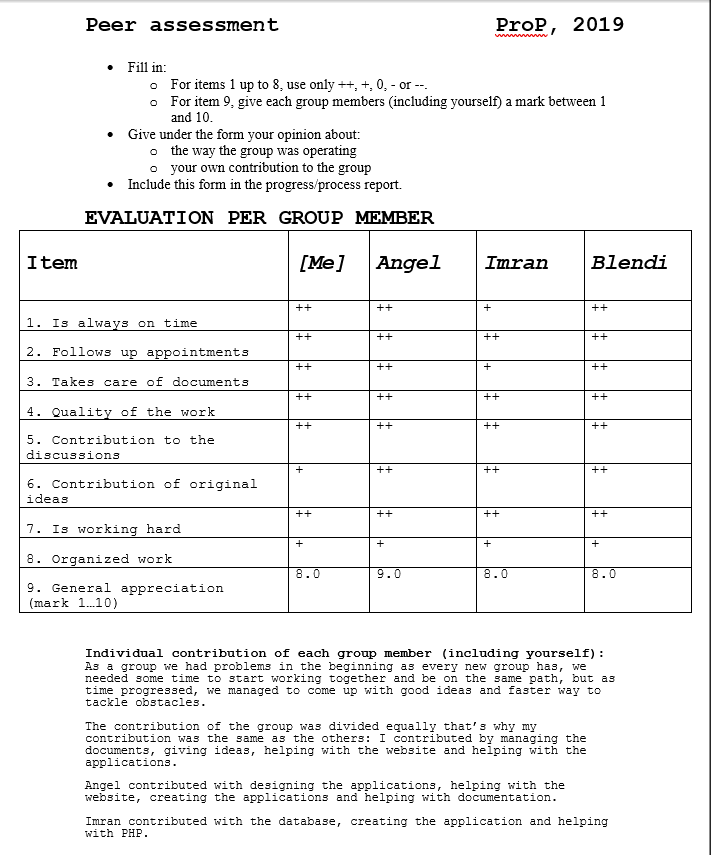 Peer assessment ProP, 2019
• Fill in:
o For items 1 up to 8, use only ++, +, 0, - or --.
o For item 9, give each group members (including yourself) a mark between 1
and 10.
• Give under the form your opinion about:
o the way the group was operating
o your own contribution to the group
• Include this form in the progress/process report.
EVALUATION PER GROUP MEMBER
Item [Me] Angel Imran Blendi
1. Is always on time ++ ++ + ++
2. Follows up appointments ++ ++ ++ ++
3. Takes care of documents ++ ++ + ++
4. Quality of the work ++ ++ ++ ++
5. Contribution to the ++ ++ ++ ++
discussions
6. Contribution of original + ++ ++ ++
ideas
7. Is working hard ++ ++ ++ ++
8. Organized work + + + +
9. General appreciation 8.0 9.0 8.0 8.0
(mark 1…10)
Individual contribution of each group member (including yourself):
As a group we had problems in the beginning as every new group has, we
needed some time to start working together and be on the same path, but as
time progressed, we managed to come up with good ideas and faster way to
tackle obstacles.
The contribution of the group was divided equally that's why my
contribution was the same as the others: I contributed by managing the
documents, giving ideas, helping with the website and helping with the
applications.
Angel contributed with designing the applications, helping with the
website, creating the applications and helping with documentation.
Imran contributed with the database, creating the application and helping
with PHP.